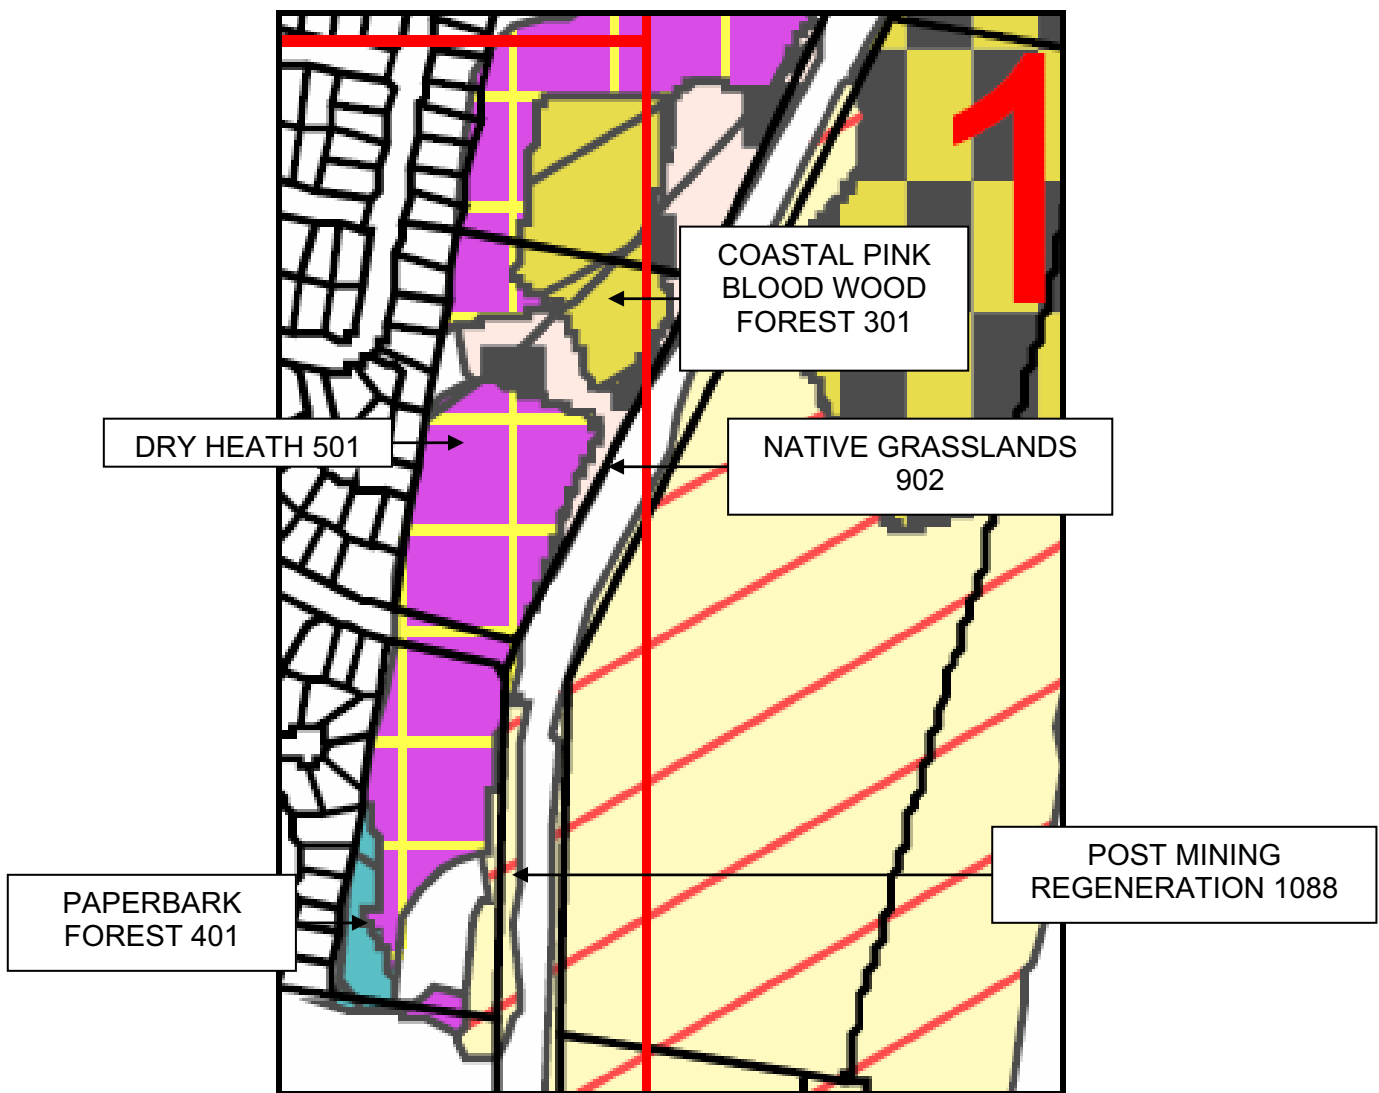 1
COASTAL PINK
BLOOD WOOD
FOREST 301
DRY HEATH 501
NATIVE GRASSLANDS
902
POST MINING
REGENERATION 1088
PAPERBARK
FOREST 401